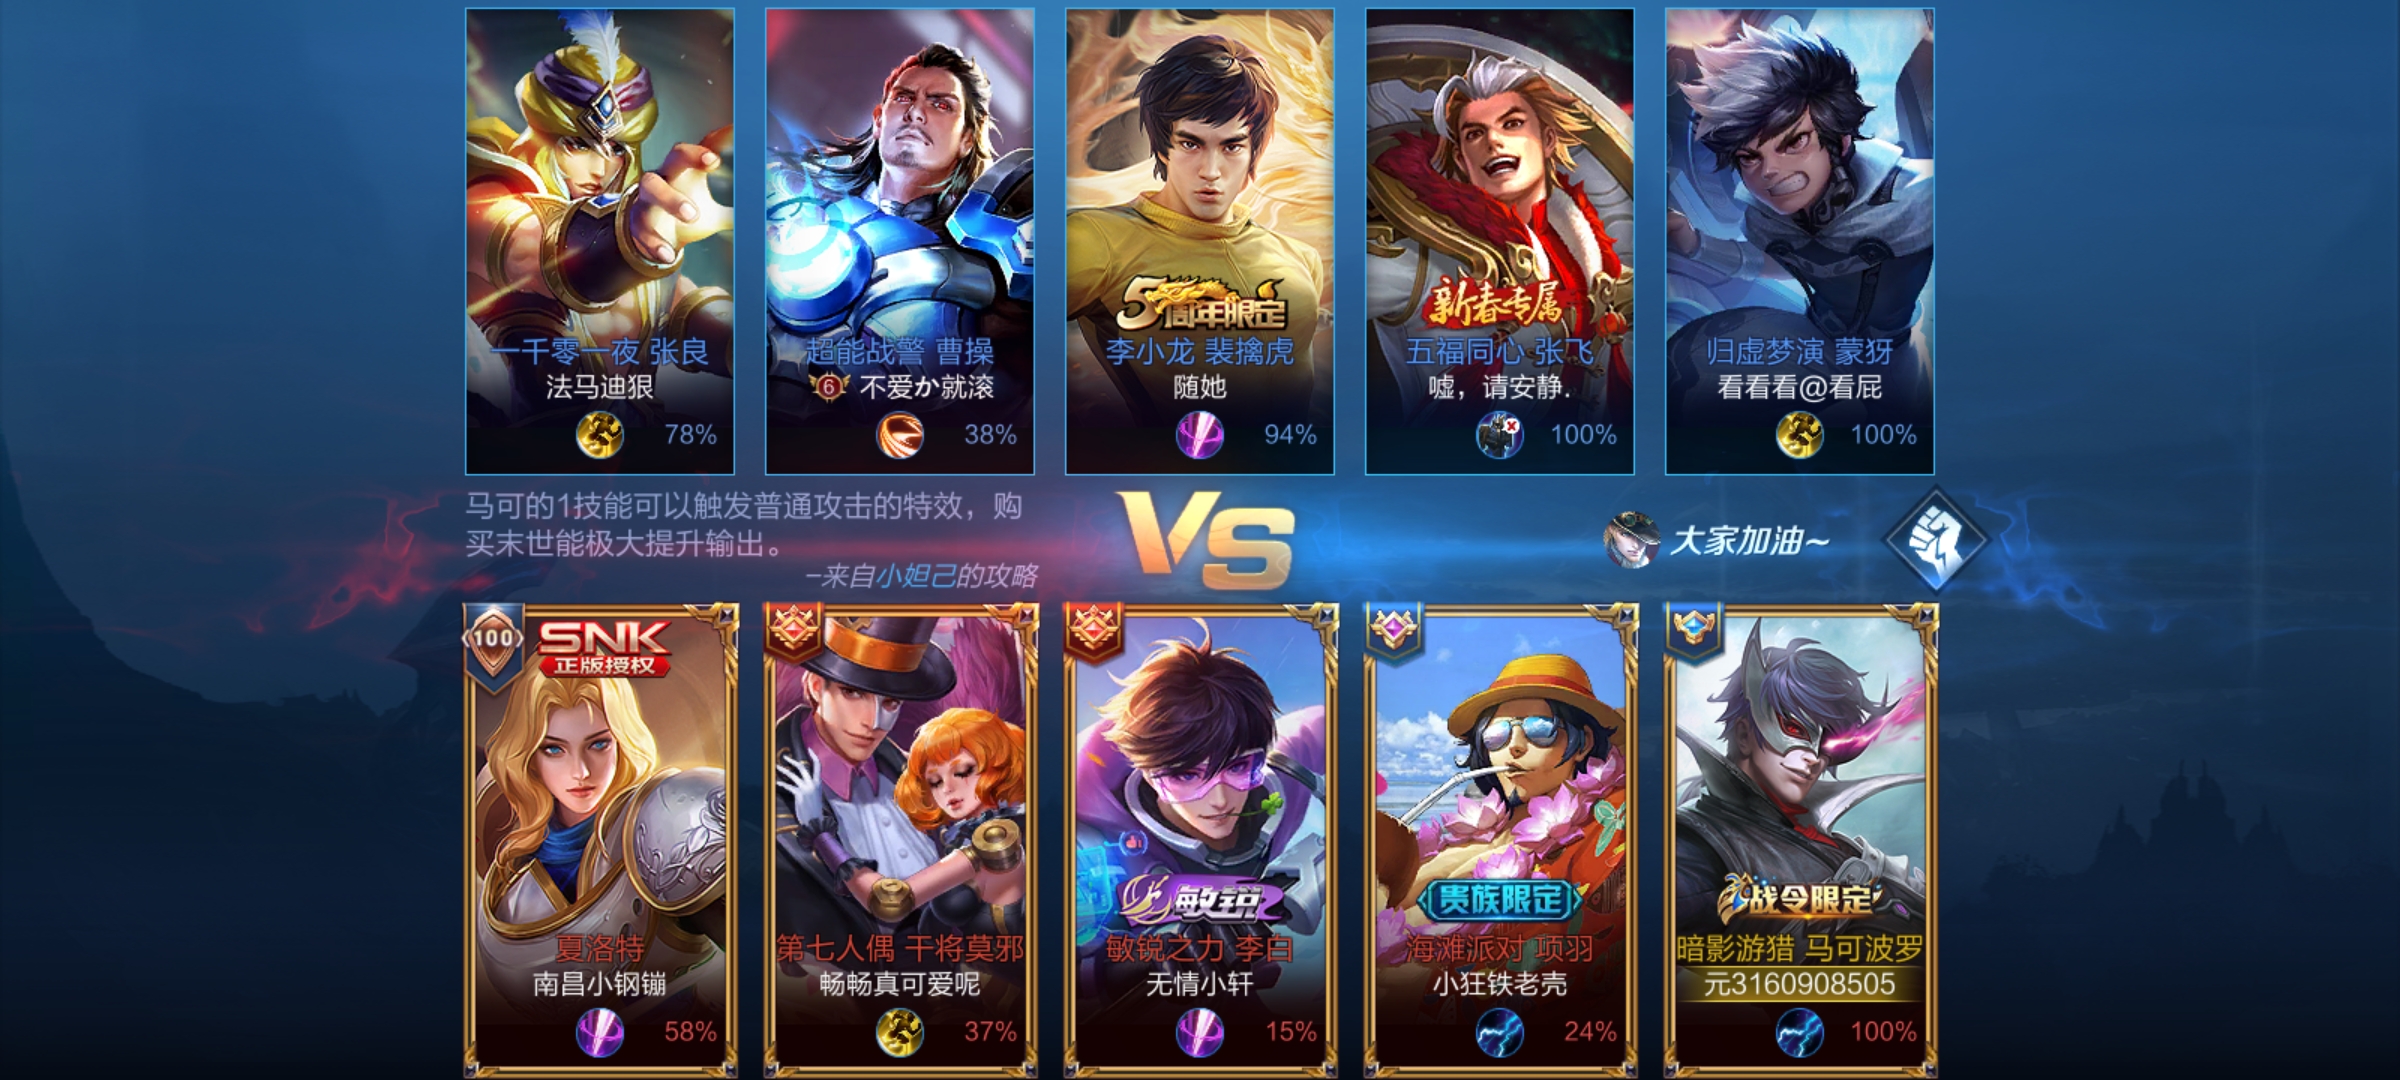 5周年限定
新春专属
一千零一夜 张良
超能战警 曹操
李小龙 裴擒虎
五福同心 张飞
归虚梦演 蒙犽
法马迪狠
6 不爱か就滚
随她
嘘，请安静.
看看看@看屁
78%
38%
94%
100%
100%
马可的1技能可以触发普通攻击的特效，购
买末世能极大提升输出。
–来自小妲己的攻略
VS
大家加油~
100
SNK
正版授权
敏锐
贵族限定
战令限定
夏洛特
第七人偶 干将莫邪
敏锐之力 李白
海滩派对 项羽
暗影游猎 马可波罗
南昌小钢镚
畅畅真可爱呢
无情小轩
小狂铁老壳
元3160908505
58%
37%
15%
24%
100%